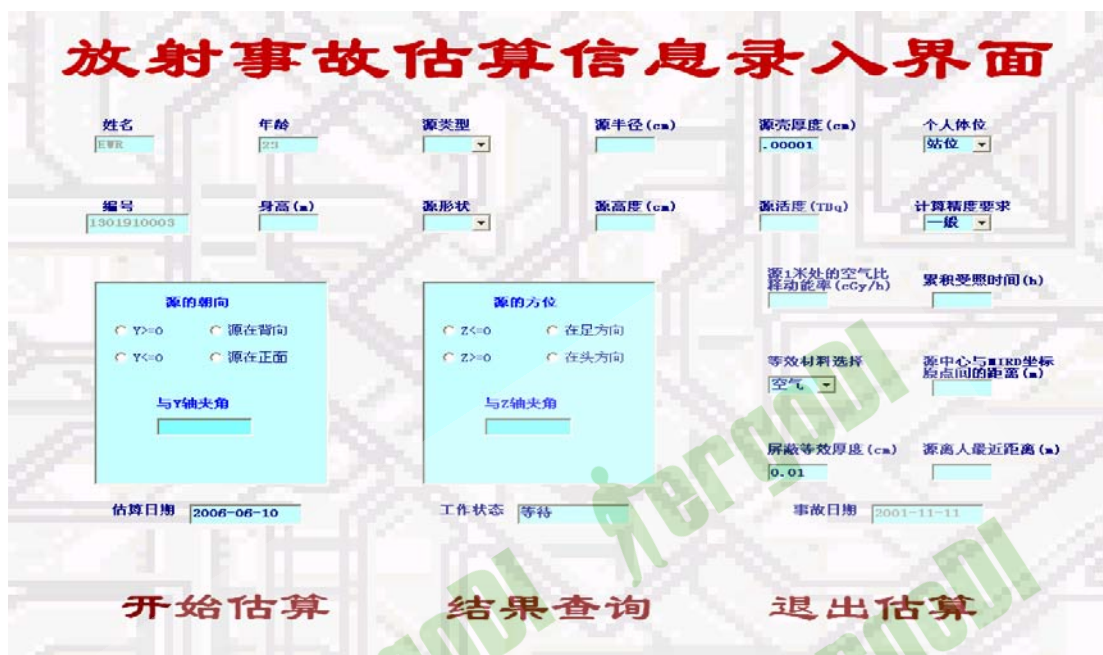 放射事故估算信息录入界面
姓名 年龄 源类型 源半径(cm) 源壳厚度(cm) 个人体位
EWR 23 .00001 站位
编号 身高(m) 源形状 源高度(cm) 源活度(TBq) 计算精度要求
1301910003 一般
源1米处的空气比
释动能率(cGy/h)
累积受照时间(h)
源的朝向 源的方位
Y>=0 源在背向 Z<=0 在足方向
Y<=0 源在正面 Z>=0 在头方向
等效材料选择
空气
源中心与MIRD坐标
原点间的距离(m)
与Y轴夹角 与Z轴夹角
屏蔽等效厚度(cm) 源离人最近距离(m)
0.01
估算日期 2006-06-10 工作状态 等待 事故日期 2001-11-11
开始估算 结果查询 退出估算
ergoDI
ergoDI
ergoDI